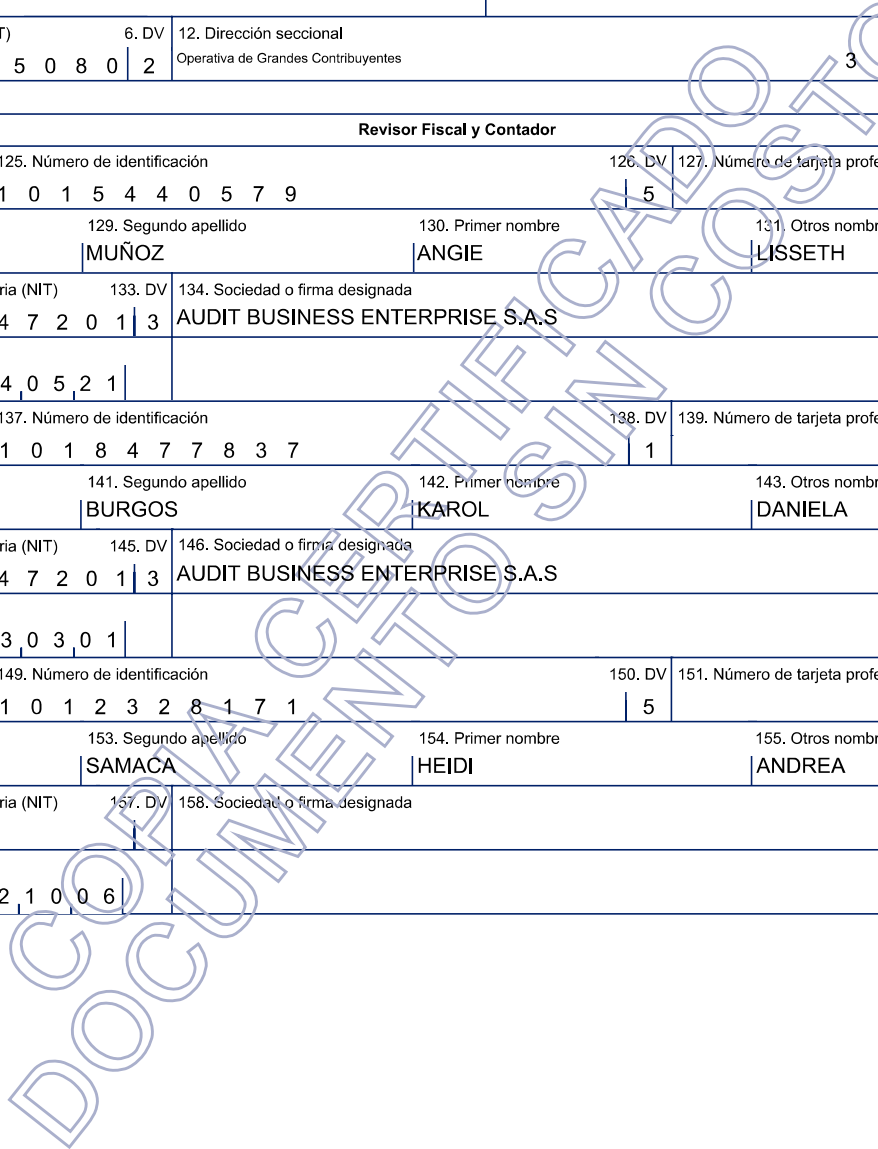 T) 6. DV 12. Dirección seccional
5 0 8 0 2 Operativa de Grandes Contribuyentes 3
Revisor Fiscal y Contador
125. Número de identificación 126. DV 127. Número de tarjeta profe
1 0 1 5 4 4 0 5 7 9 5
129. Segundo apellido 130. Primer nombre 131. Otros nombr
MUÑOZ ANGIE LISSETH
ria (NIT) 133. DV 134. Sociedad o firma designada
4 7 2 0 1 3 AUDIT BUSINESS ENTERPRISE S.A.S
4 0 5 2 1
137. Número de identificación 138. DV 139. Número de tarjeta profe
1 0 1 8 4 7 7 8 3 7 1
141. Segundo apellido 142. Primer nombre 143. Otros nombr
BURGOS KAROL DANIELA
ria (NIT) 145. DV 146. Sociedad o firma designada
4 7 2 0 1 3 AUDIT BUSINESS ENTERPRISE S.A.S
3 0 3 0 1
149. Número de identificación 150. DV 151. Número de tarjeta profe
1 0 1 2 3 2 8 1 7 1 5
153. Segundo apellido 154. Primer nombre 155. Otros nombr
SAMACA HEIDI ANDREA
ria (NIT) 157. DV 158. Sociedad o firma designada
2 1 0 0 6
COPIA CERTIFICADO
DOCUMENTO SIN COSTO